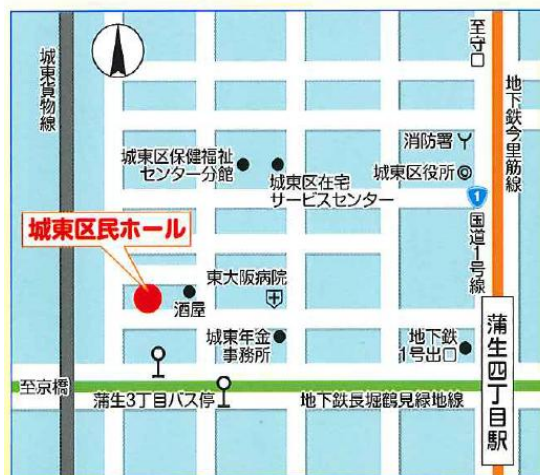 城東貨物線
至守口
地下鉄今里筋線
消防署
城東区役所
城東区保健福祉
センター分館
城東区在宅
サービスセンター
1
国道1号線
城東区民ホール
酒屋
東大阪病院
城東年金
事務所
地下鉄
1号出口
蒲生四丁目駅
至京橋
蒲生3丁目バス停
地下鉄長堀鶴見緑地線